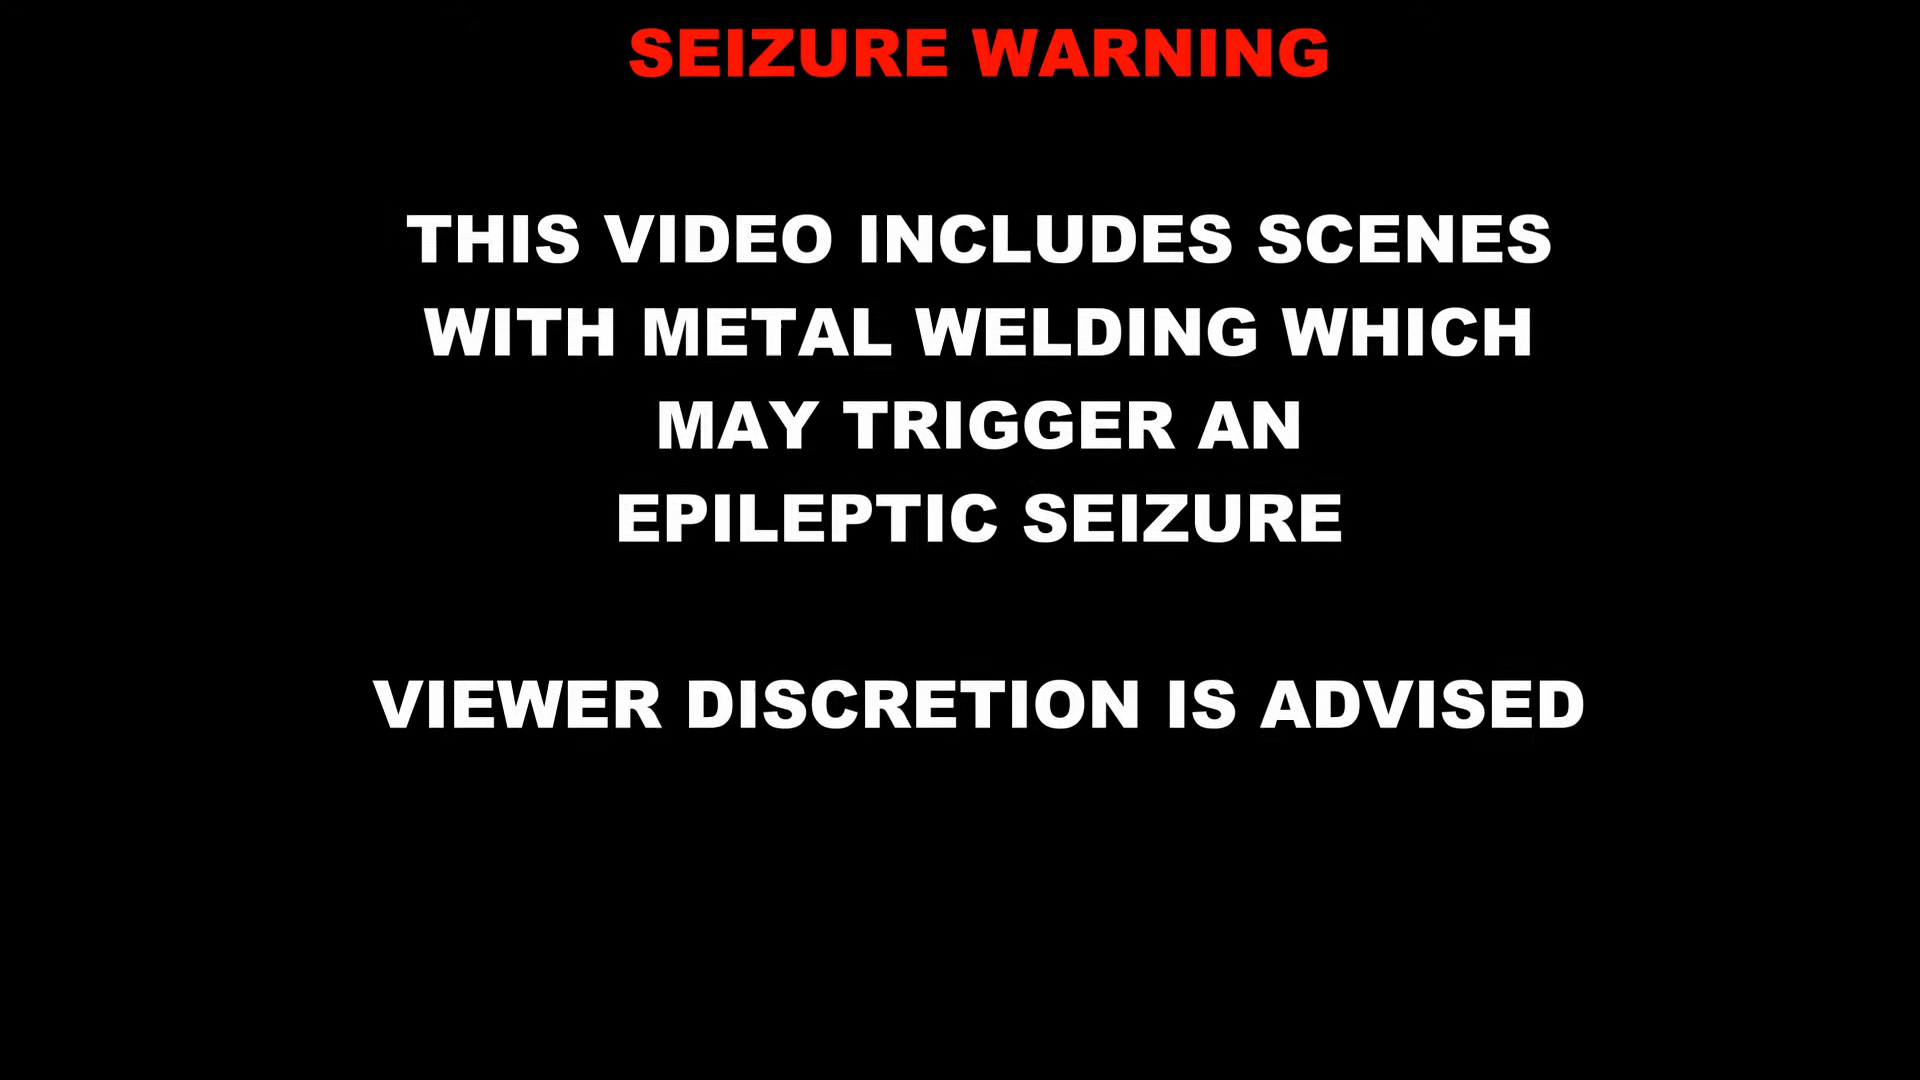 SEIZURE WARNING
THIS VIDEO INCLUDES SCENES
WITH METAL WELDING WHICH
MAY TRIGGER AN
EPILEPTIC SEIZURE
VIEWER DISCRETION IS ADVISED